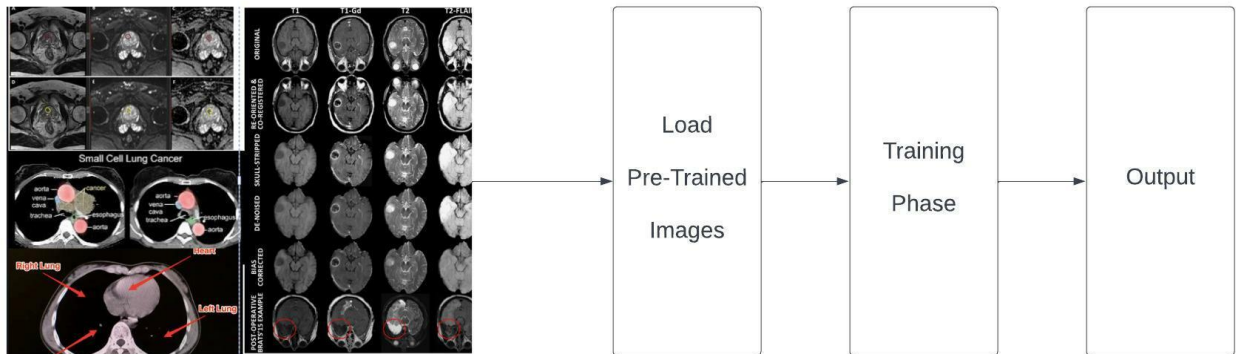 A
B
C
D
E
F
Small Cell Lung Cancer
aorta
vena
cava
trachea
cancer
esophagus
aorta
aorta
vena
cava
trachea
esophagus
aorta
Right Lung
Heart
Left Lung
T1
T1-Gd
T2
T2-FLAI
ORIGINAL
RE-ORIENTED &
CO-REGISTERED
SKULL-STRIPPED
DE-NOISED
BIAS
CORRECTED
POST-OPERATIVE
BRATS'15 EXAMPLE
Load
Pre-Trained
Images
Training
Phase
Output